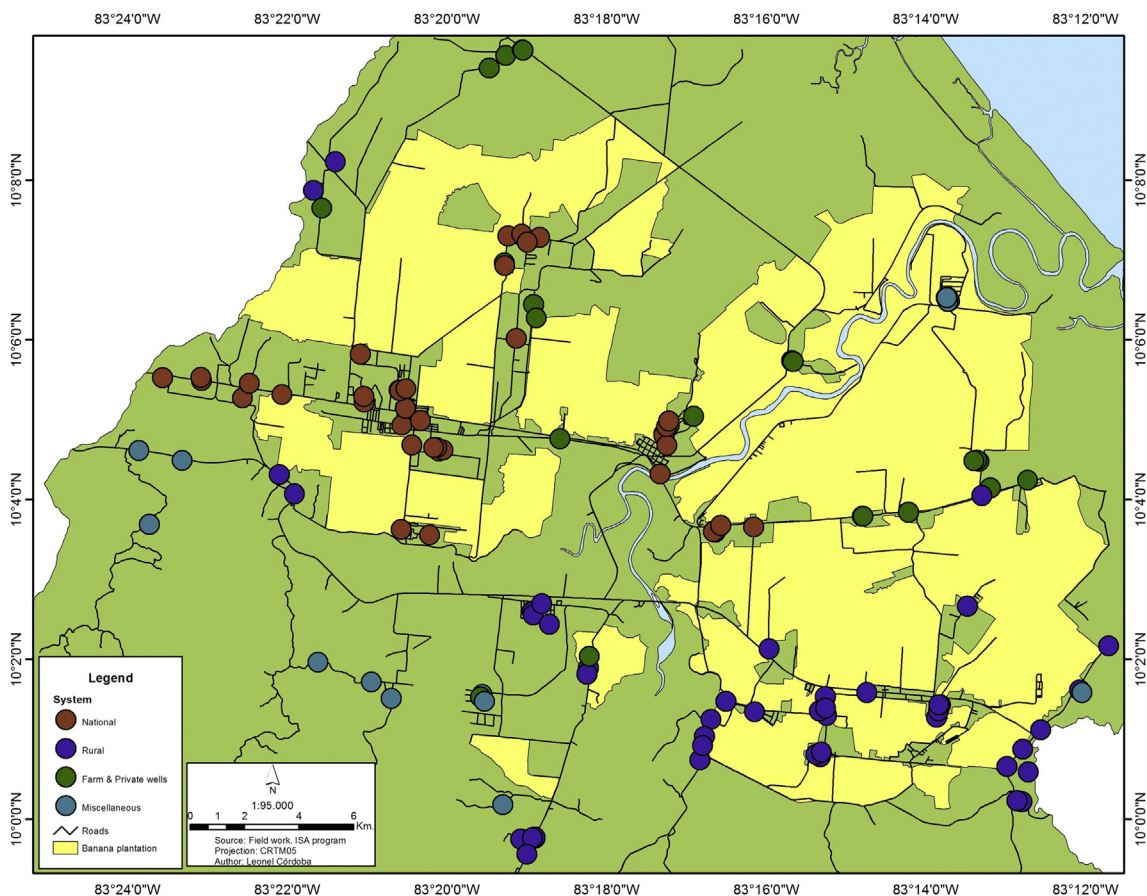 83°24'0"W 83°22'0"W 83°20'0"W 83°18'0"W 83°16'0"W 83°14'0"W 83°12'0"W
10°8'0"N 10°8'0"N
10°6'0"N 10°6'0"N
10°4'0"N 10°4'0"N
10°2'0"N 10°2'0"N
10°0'0"N 10°0'0"N
Legend
System
National
Rural
Farm & Private wells
Miscellaneous
Roads
Banana plantation
N
1:95.000
0 1 2 4 6
Km.
Source: Field work. ISA program
Projection: CRTM05
Author: Leonel Córdoba
83°24'0"W 83°22'0"W 83°20'0"W 83°18'0"W 83°16'0"W 83°14'0"W 83°12'0"W